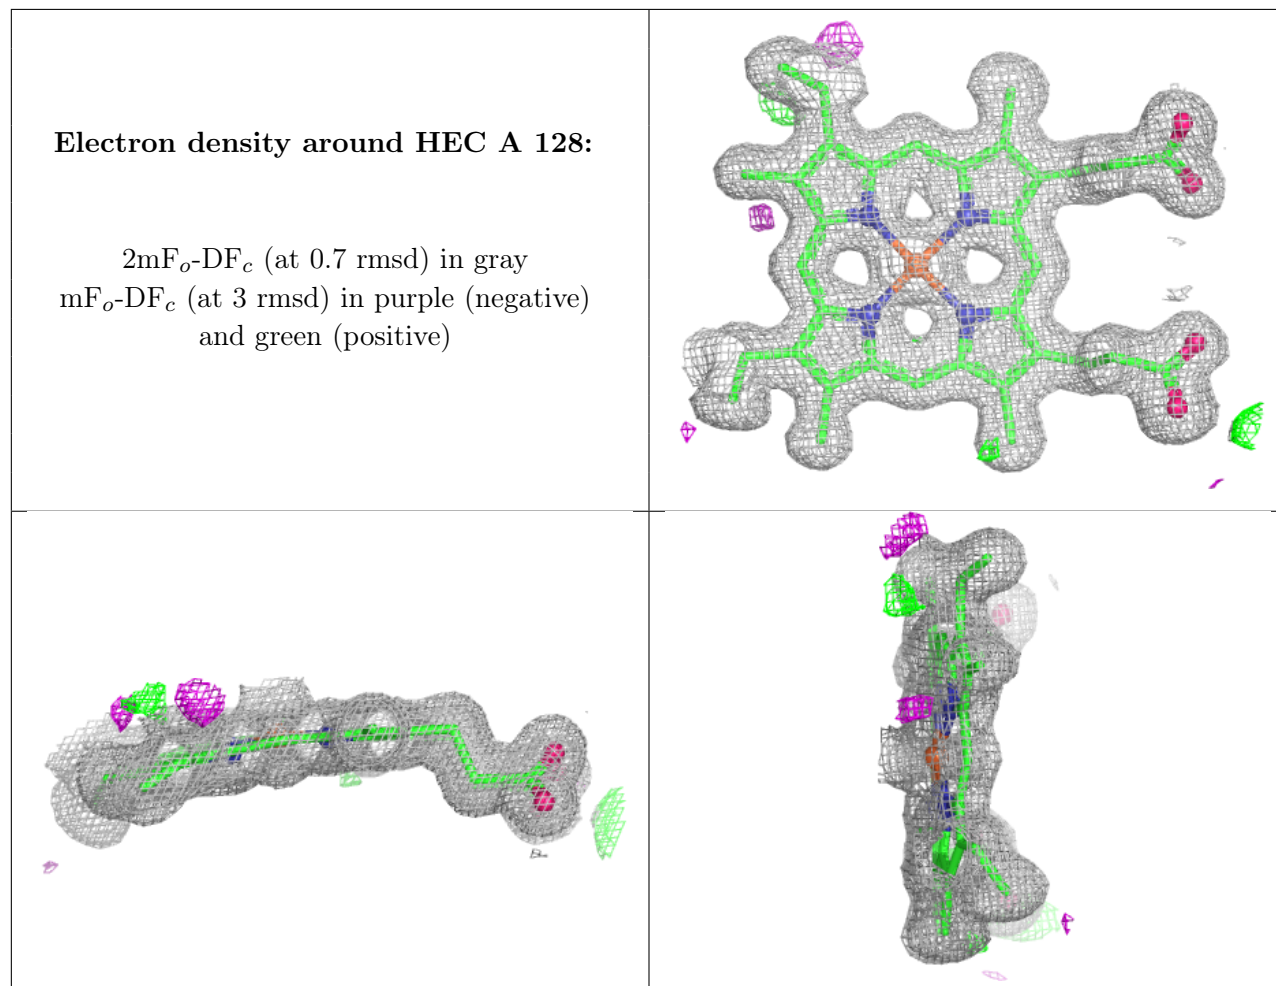 Electron density around HEC A 128:
2mFo-DFc (at 0.7 rmsd) in gray
mFo-DFc (at 3 rmsd) in purple (negative)
and green (positive)